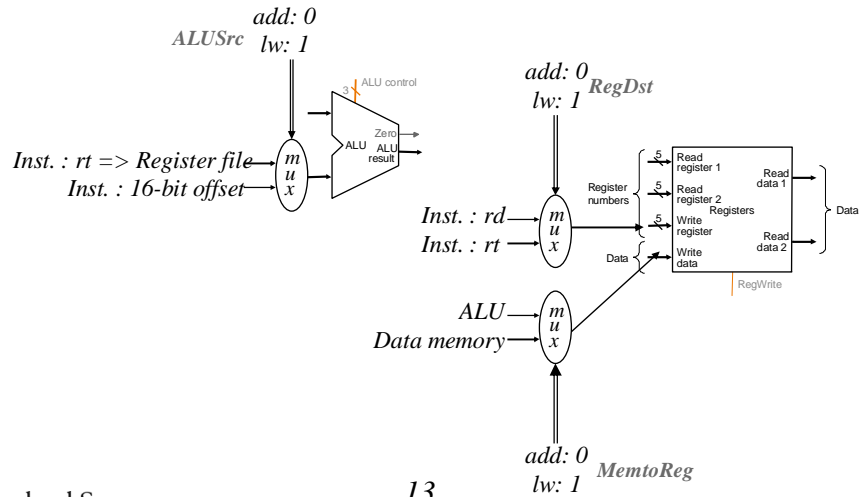 add: 0
ALUSrc lw: 1
3
ALU control
Zero
ALU
ALU
result
Inst. : rt => Register file
Inst. : 16-bit offset
m
u
x
add: 0
lw: 1 RegDst
Inst. : rd
Inst. : rt
m
u
x
Register
numbers
5 Read
register 1
5 Read
register 2
Registers
5 Write
register
Data
Write
data
Read
data 1
Read
data 2
Data
RegWrite
ALU
Data memory
m
u
x
add: 0
lw: 1 MemtoReg
13